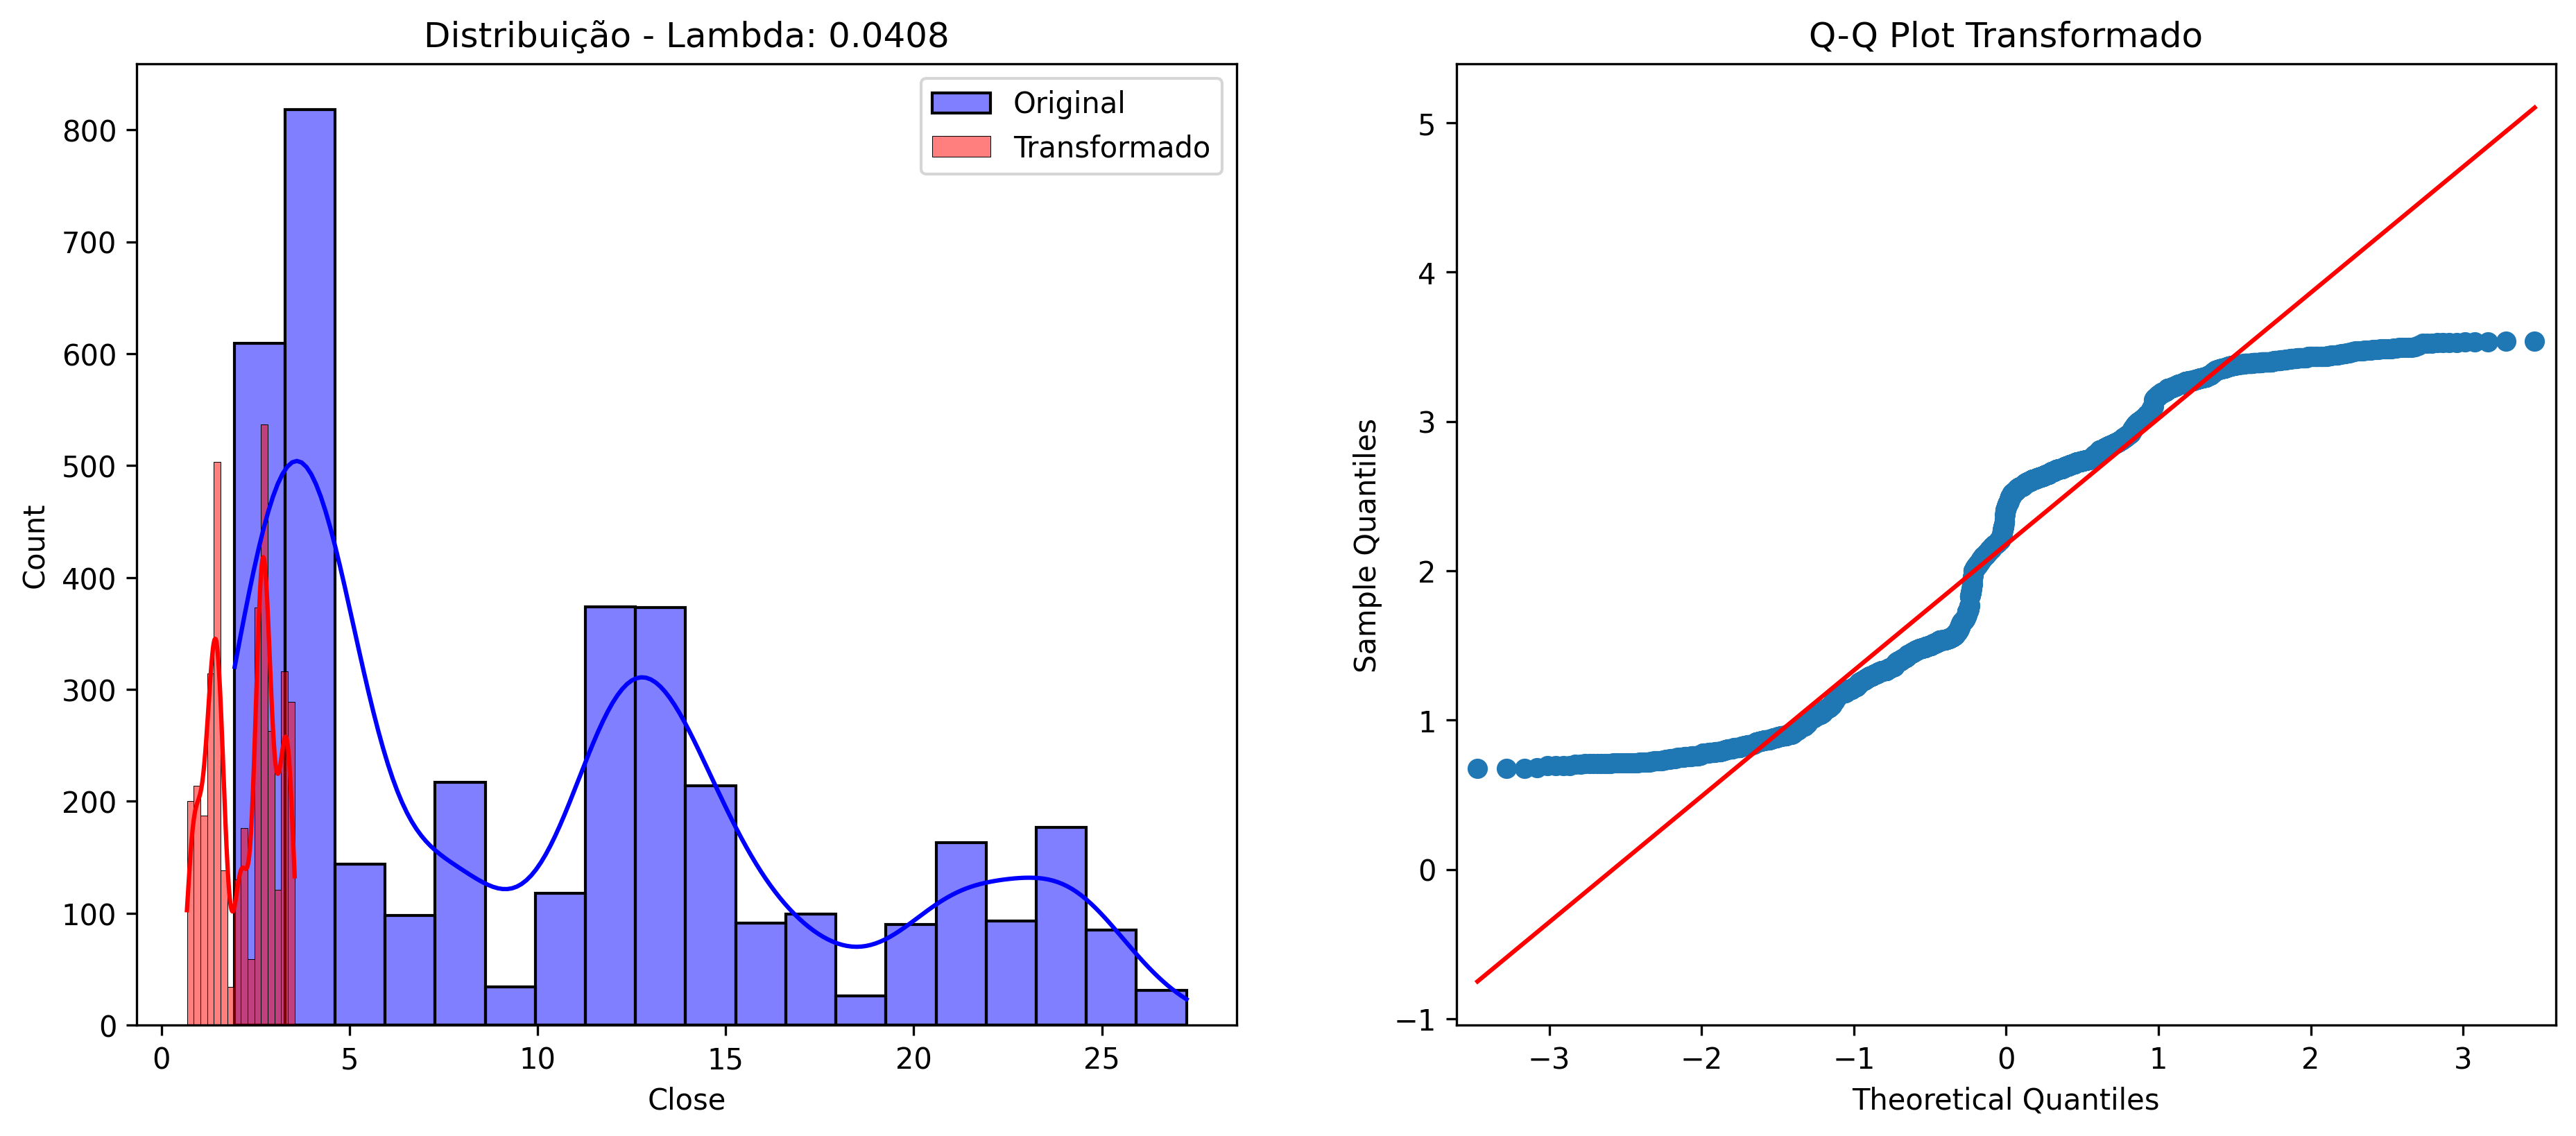 Distribuição - Lambda: 0.0408
Original
Transformado
Count
800
700
600
500
400
300
200
100
0
0 5 10 15 20 25
Close
Q-Q Plot Transformado
Sample Quantiles
5
4
3
2
1
0
−1
−3 −2 −1 0 1 2 3
Theoretical Quantiles